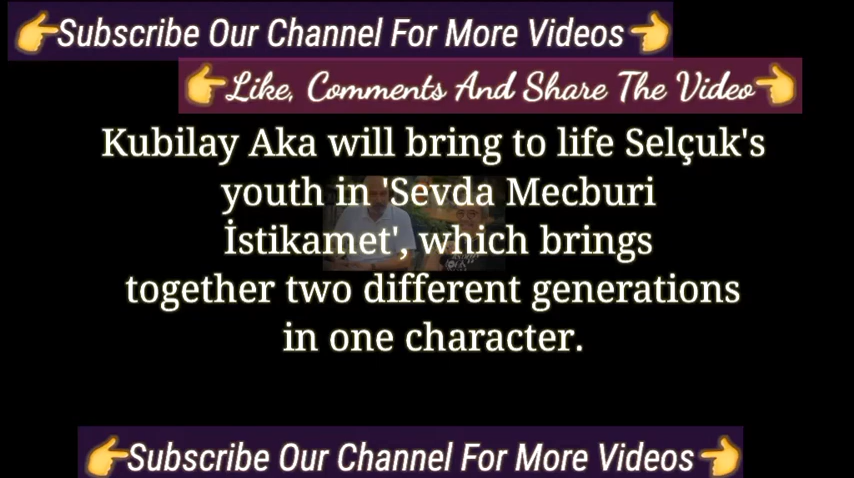 👉Subscribe Our Channel For More Videos👈
👉Like, Comments And Share The Video👈
Kubilay Aka will bring to life Selçuk's
youth in 'Sevda Mecburi
İstikamet', which brings
together two different generations
in one character.
👉Subscribe Our Channel For More Videos👈